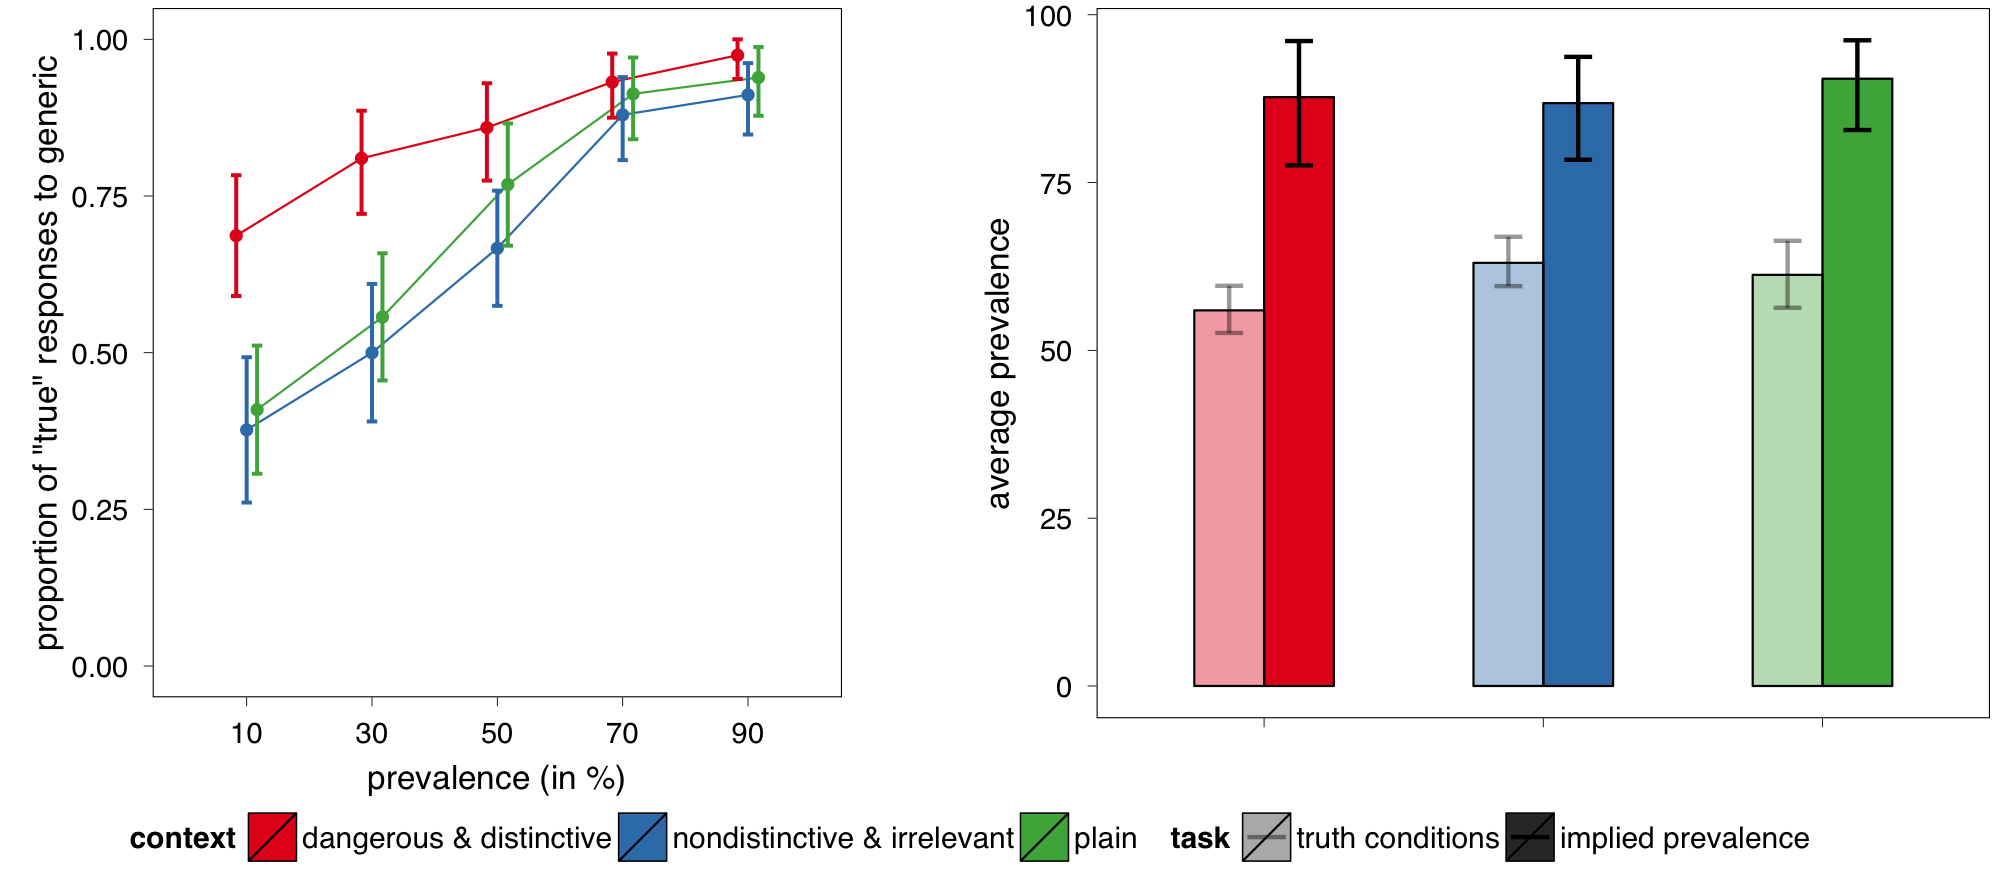 proportion of "true" responses to generic
1.00
0.75
0.50
0.25
0.00
10 30 50 70 90
prevalence (in %)
average prevalence
100
75
50
25
0
context dangerous & distinctive nondistinctive & irrelevant plain task truth conditions implied prevalence